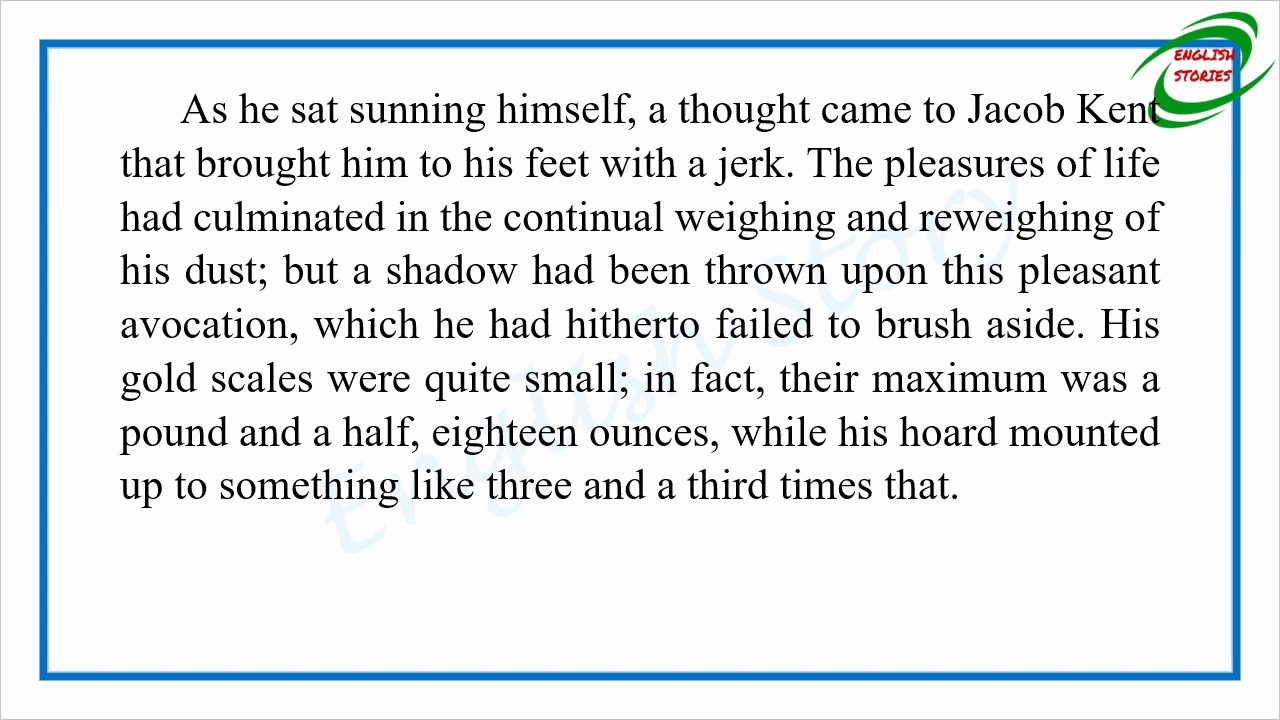 ENGLISH
STORIES
As he sat sunning himself, a thought came to Jacob Kent
that brought him to his feet with a jerk. The pleasures of life
had culminated in the continual weighing and reweighing of
his dust; but a shadow had been thrown upon this pleasant
avocation, which he had hitherto failed to brush aside. His
gold scales were quite small; in fact, their maximum was a
pound and a half, eighteen ounces, while his hoard mounted
up to something like three and a third times that.
English Story